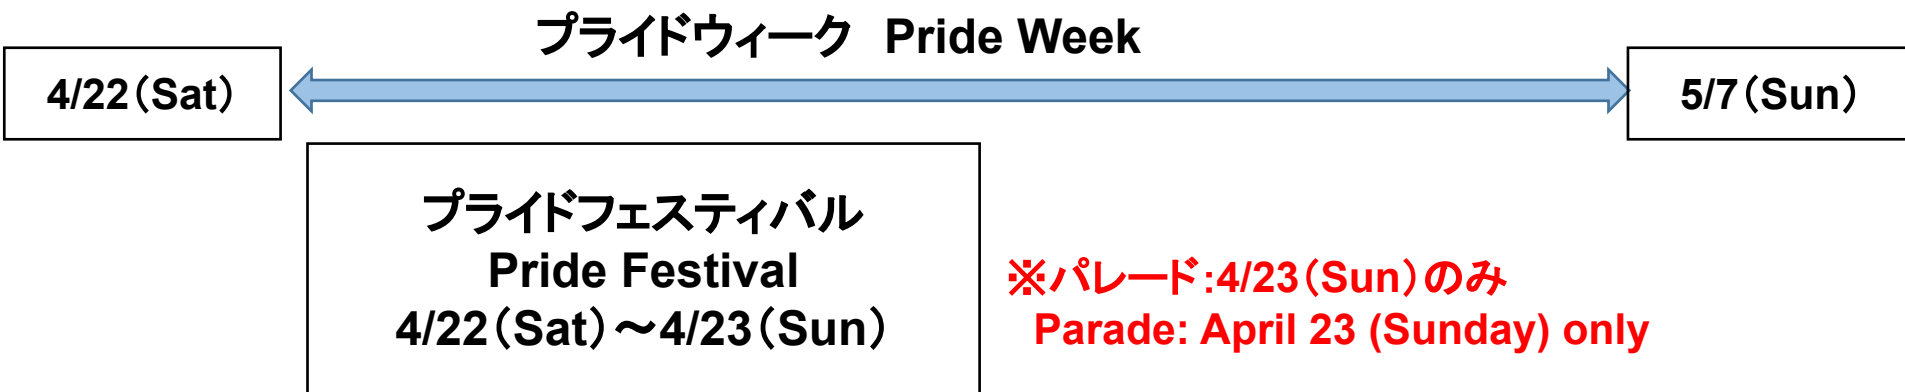 プライドウィーク Pride Week
4/22（Sat）
5/7（Sun）
プライドフェスティバル
Pride Festival
4/22（Sat）～4/23（Sun）
※パレード：4/23（Sun）のみ
Parade: April 23 (Sunday) only